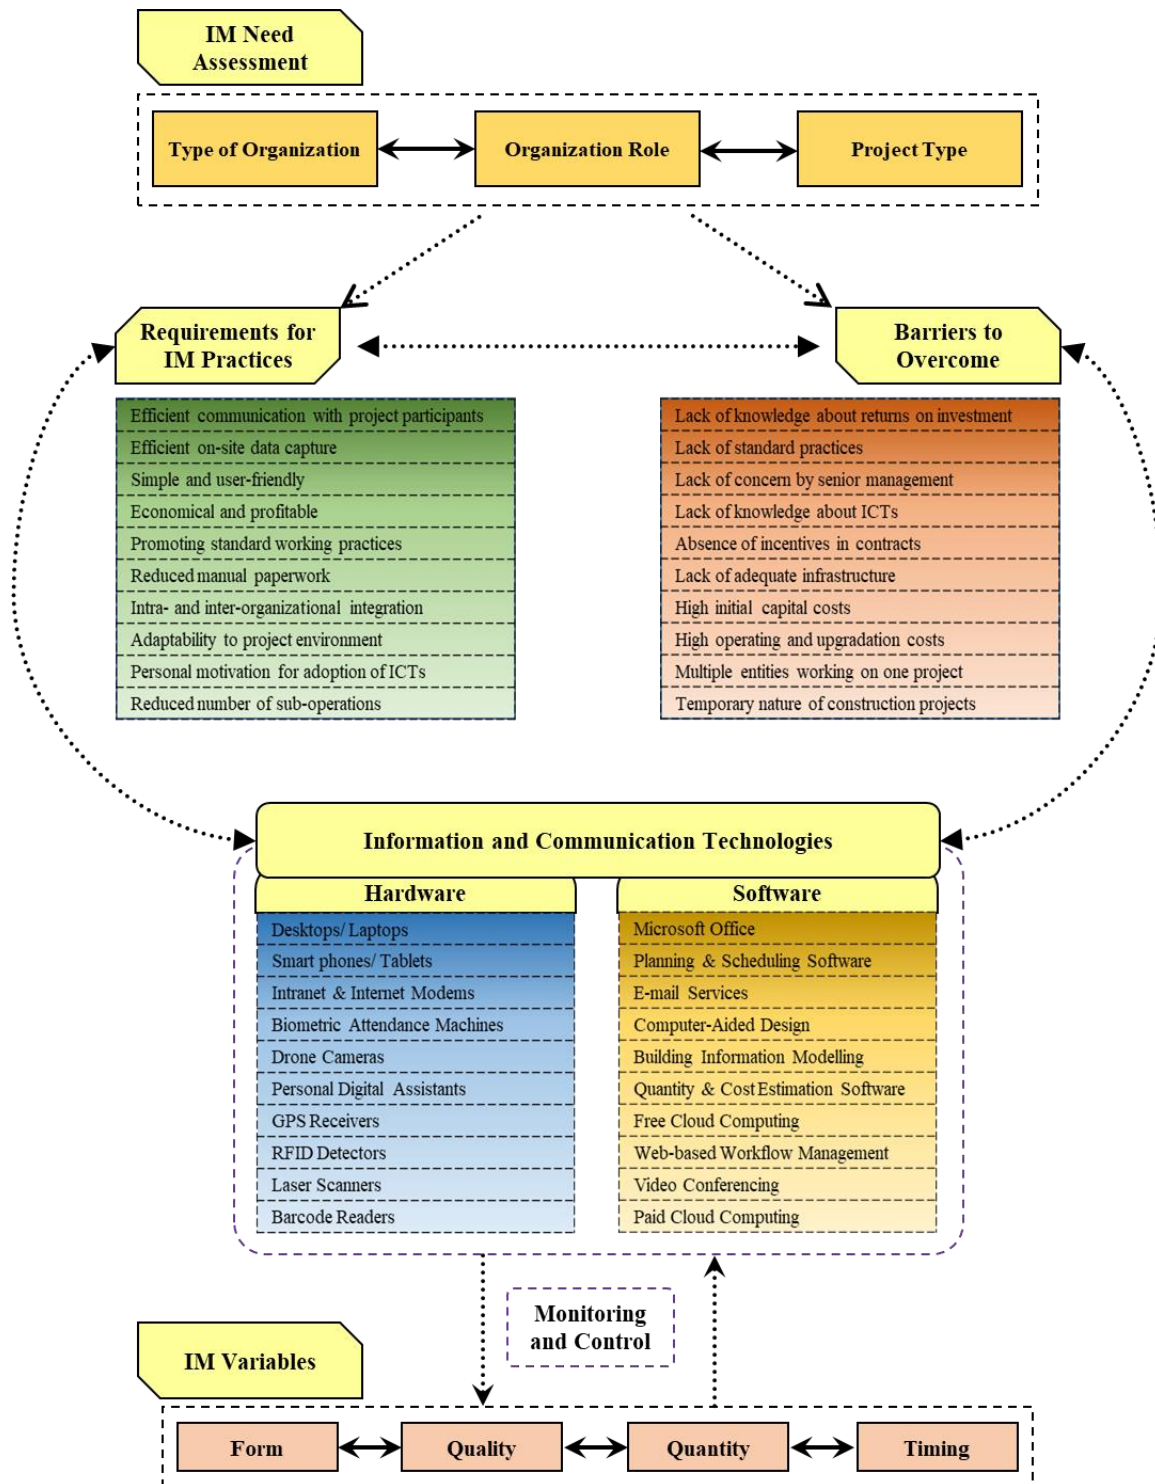 IM Need
Assessment
Type of Organization
Organization Role
Project Type
Requirements for
IM Practices
Barriers to
Overcome
Efficient communication with project participants
Efficient on-site data capture
Simple and user-friendly
Economical and profitable
Promoting standard working practices
Reduced manual paperwork
Intra- and inter-organizational integration
Adaptability to project environment
Personal motivation for adoption of ICTs
Reduced number of sub-operations
Lack of knowledge about returns on investment
Lack of standard practices
Lack of concern by senior management
Lack of knowledge about ICTs
Absence of incentives in contracts
Lack of adequate infrastructure
High initial capital costs
High operating and upgradation costs
Multiple entities working on one project
Temporary nature of construction projects
Information and Communication Technologies
Hardware
Desktops/ Laptops
Smart phones/ Tablets
Intranet & Internet Modems
Biometric Attendance Machines
Drone Cameras
Personal Digital Assistants
GPS Receivers
RFID Detectors
Laser Scanners
Barcode Readers
Software
Microsoft Office
Planning & Scheduling Software
E-mail Services
Computer-Aided Design
Building Information Modelling
Quantity & Cost Estimation Software
Free Cloud Computing
Web-based Workflow Management
Video Conferencing
Paid Cloud Computing
Monitoring
and Control
IM Variables
Form
Quality
Quantity
Timing